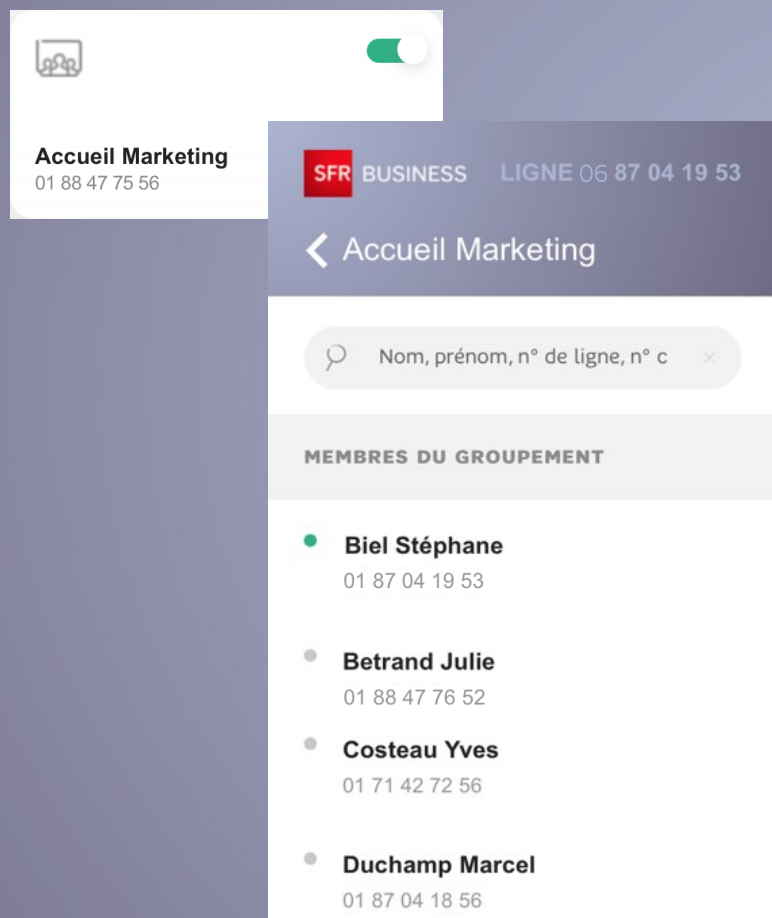 Accueil Marketing
01 88 47 75 56
SFR BUSINESS LIGNE 06 87 04 19 53
Accueil Marketing
Nom, prénom, n° de ligne, n° c
MEMBRES DU GROUPEMENT
Biel Stéphane
01 87 04 19 53
Betrand Julie
01 88 47 76 52
Costeau Yves
01 71 42 72 56
Duchamp Marcel
01 87 04 18 56